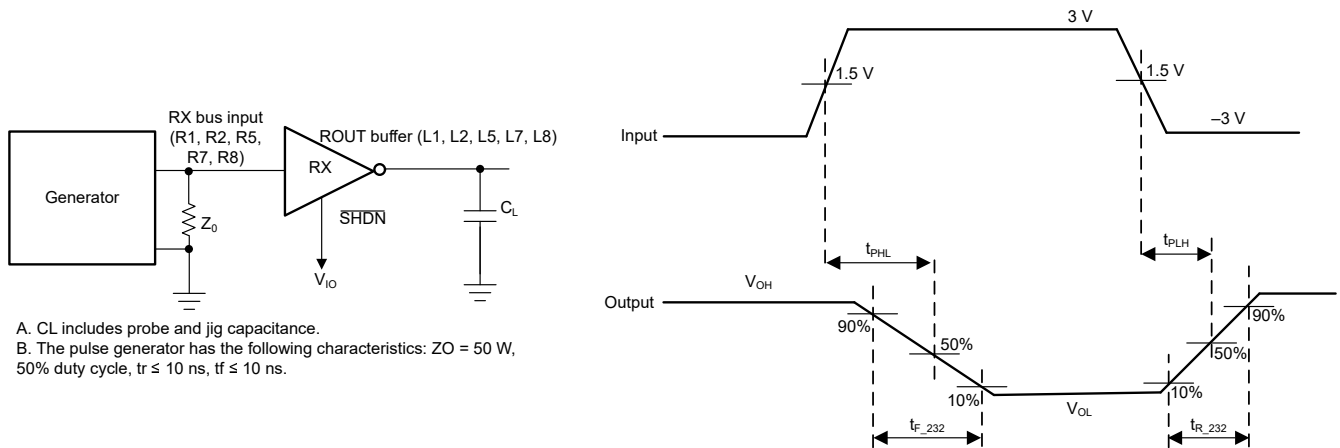 RX bus input
(R1, R2, R5,
R7, R8)
ROUT buffer (L1, L2, L5, L7, L8)
RX
Generator
Z0
SHDN
CL
VIO
A. CL includes probe and jig capacitance.
B. The pulse generator has the following characteristics: ZO = 50 W,
50% duty cycle, tr ≤ 10 ns, tf ≤ 10 ns.
3 V
1.5 V
1.5 V
Input
–3 V
tPHL
tPLH
VOH
Output
90%
90%
50%
50%
10%
10%
VOL
tF_232
tR_232